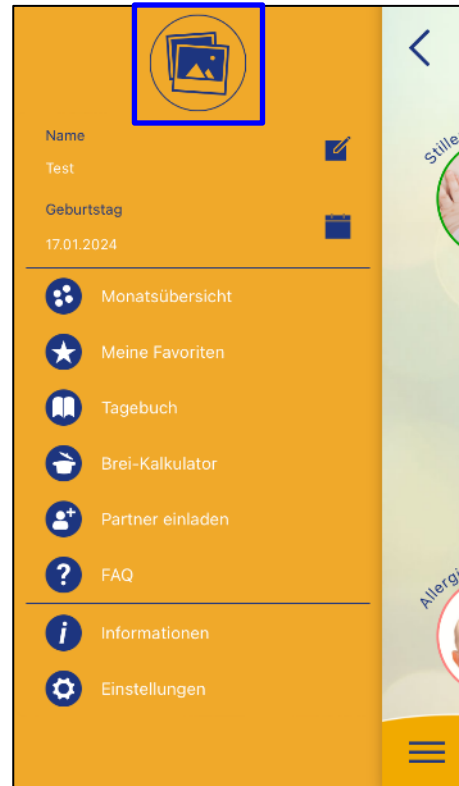 Name
Test
Geburtstag
17.01.2024
Monatsübersicht
Meine Favoriten
Tagebuch
Brei-Kalkulator
Partner einladen
FAQ
Informationen
Einstellungen